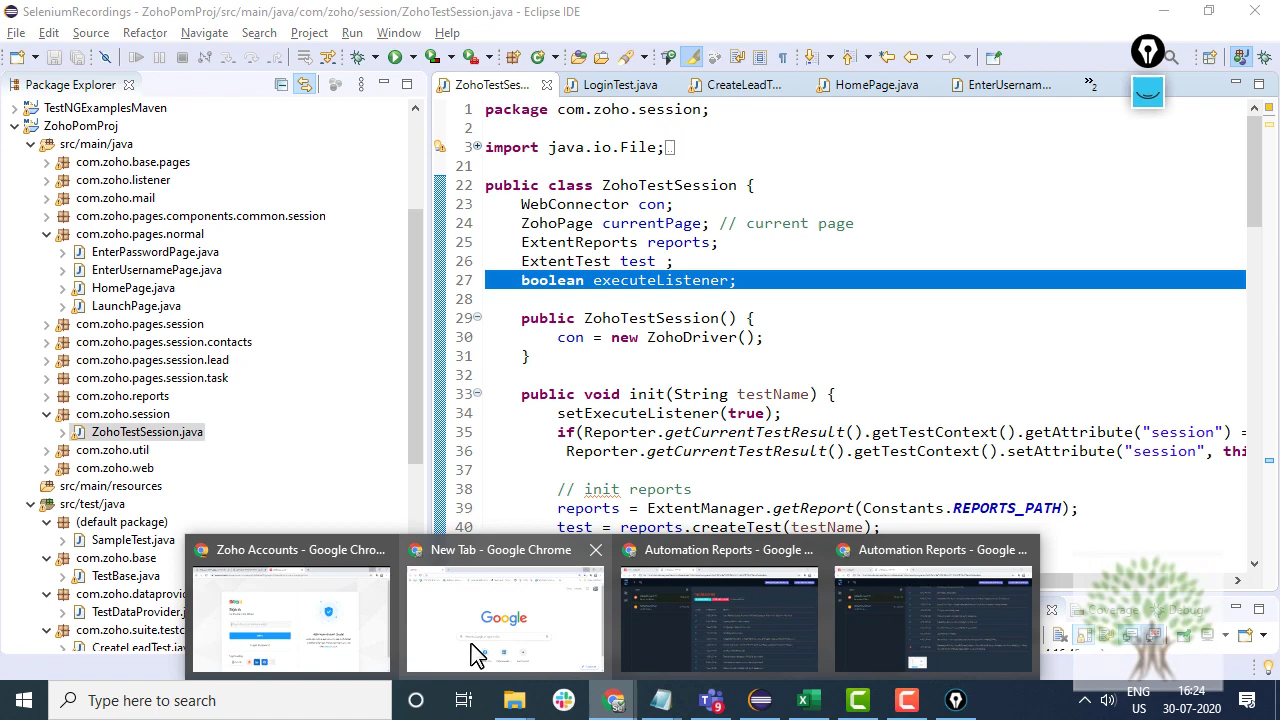 SeleniumRecordings - ZohoPomProj/src/main/java/com/zoho/session/ZohoTestSession.java - Eclipse IDE
File Edit Source Refactor Navigate Search Project Run Window Help
Package Explorer
ZohoTestSes...
LoginTest.java
CreateLeadT...
HomePage.java
EnterUsernam...
»2
TestNGExamplesMaven
ZohoPomProj
src/main/java
com.zoho.base.pages
com.zoho.listener
com.zoho.mail
com.zoho.pages.components.common.session
com.zoho.pages.normal
EnterPasswordPage.java
EnterUsernamePage.java
HomePage.java
LaunchPage.java
com.zoho.pages.session
com.zoho.pages.session.contacts
com.zoho.pages.session.lead
com.zoho.pages.session.task
com.zoho.reports
com.zoho.session
ZohoTestSession.java
com.zoho.util
com.zoho.web
src/main/resources
src/test/java
(default package)
SampleTest.java
1 package com.zoho.session;
2
3 import java.io.File;
21
22 public class ZohoTestSession {
23 WebConnector con;
24 ZohoPage currentPage; // current page
25 ExtentReports reports;
26 ExtentTest test ;
27 boolean executeListener;
28
29 public ZohoTestSession() {
30 con = new ZohoDriver();
31 }
32
33 public void init(String testName) {
34 setExecuteListener(true);
35 if(Reporter.getCurrentTestResult().getTestContext().getAttribute("session") =
36 Reporter.getCurrentTestResult().getTestContext().setAttribute("session", thi
37
38 // init reports
39 reports = ExtentManager.getReport(Constants.REPORTS_PATH);
40 test = reports.createTest(testName);
Zoho Accounts - Google Chro...
New Tab - Google Chrome
Automation Reports - Google ...
Automation Reports - Google ...
Google
Type here to search
ENG
US
16:24
30-07-2020